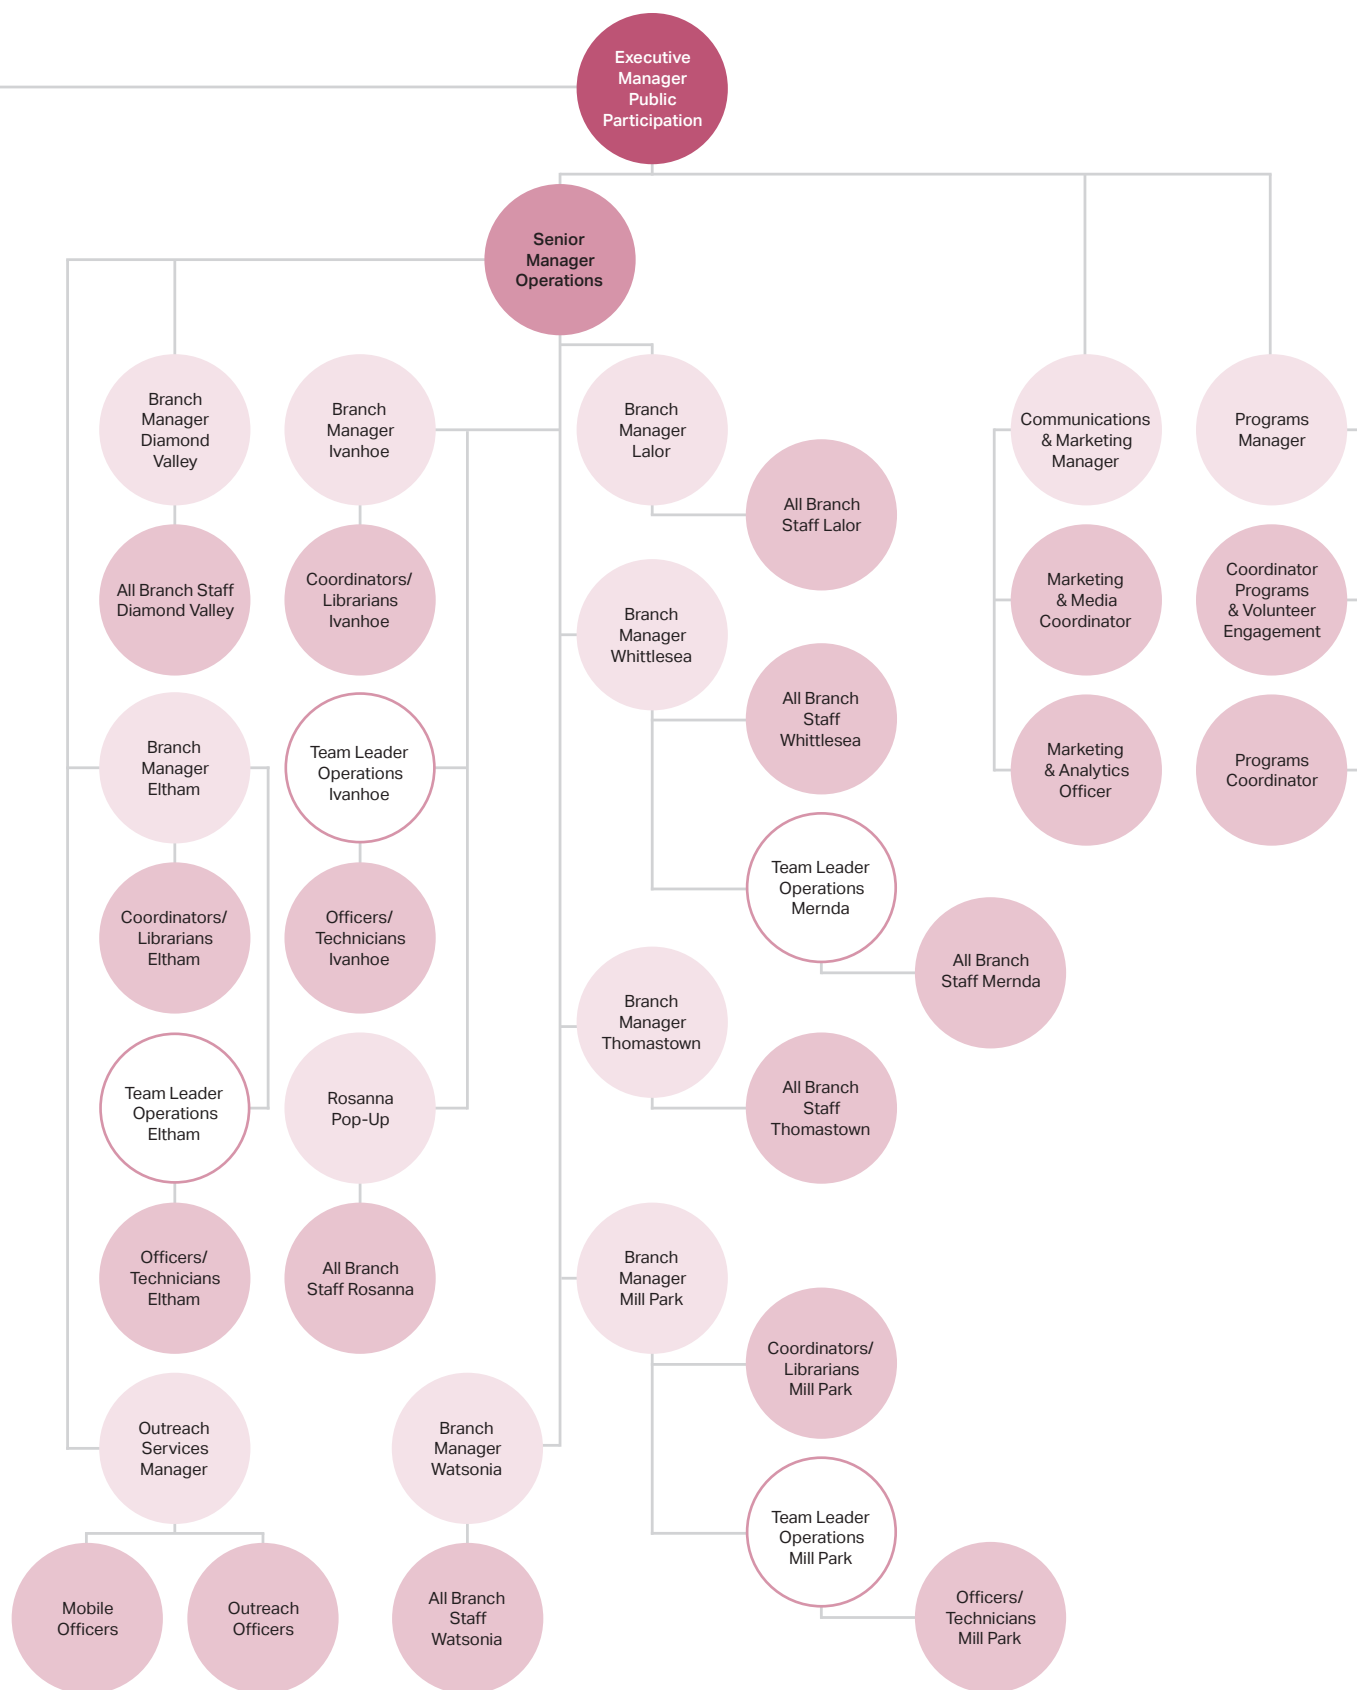 Executive
Manager
Public
Participation
Senior
Manager
Operations
Branch
Manager
Diamond
Valley
Branch
Manager
Ivanhoe
Branch
Manager
Lalor
Communications
& Marketing
Manager
Programs
Manager
All Branch
Staff Lalor
All Branch Staff
Diamond Valley
Coordinators/
Librarians
Ivanhoe
Branch
Manager
Whittlesea
Marketing
& Media
Coordinator
Coordinator
Programs
& Volunteer
Engagement
All Branch
Staff
Whittlesea
Branch
Manager
Eltham
Team Leader
Operations
Ivanhoe
Marketing
& Analytics
Officer
Programs
Coordinator
Team Leader
Operations
Mernda
Coordinators/
Librarians
Eltham
Officers/
Technicians
Ivanhoe
All Branch
Staff Mernda
Branch
Manager
Thomastown
Team Leader
Operations
Eltham
Rosanna
Pop-Up
All Branch
Staff
Thomastown
Officers/
Technicians
Eltham
All Branch
Staff Rosanna
Branch
Manager
Mill Park
Coordinators/
Librarians
Mill Park
Outreach
Services
Manager
Branch
Manager
Watsonia
Team Leader
Operations
Mill Park
Mobile
Officers
Outreach
Officers
All Branch
Staff
Watsonia
Officers/
Technicians
Mill Park